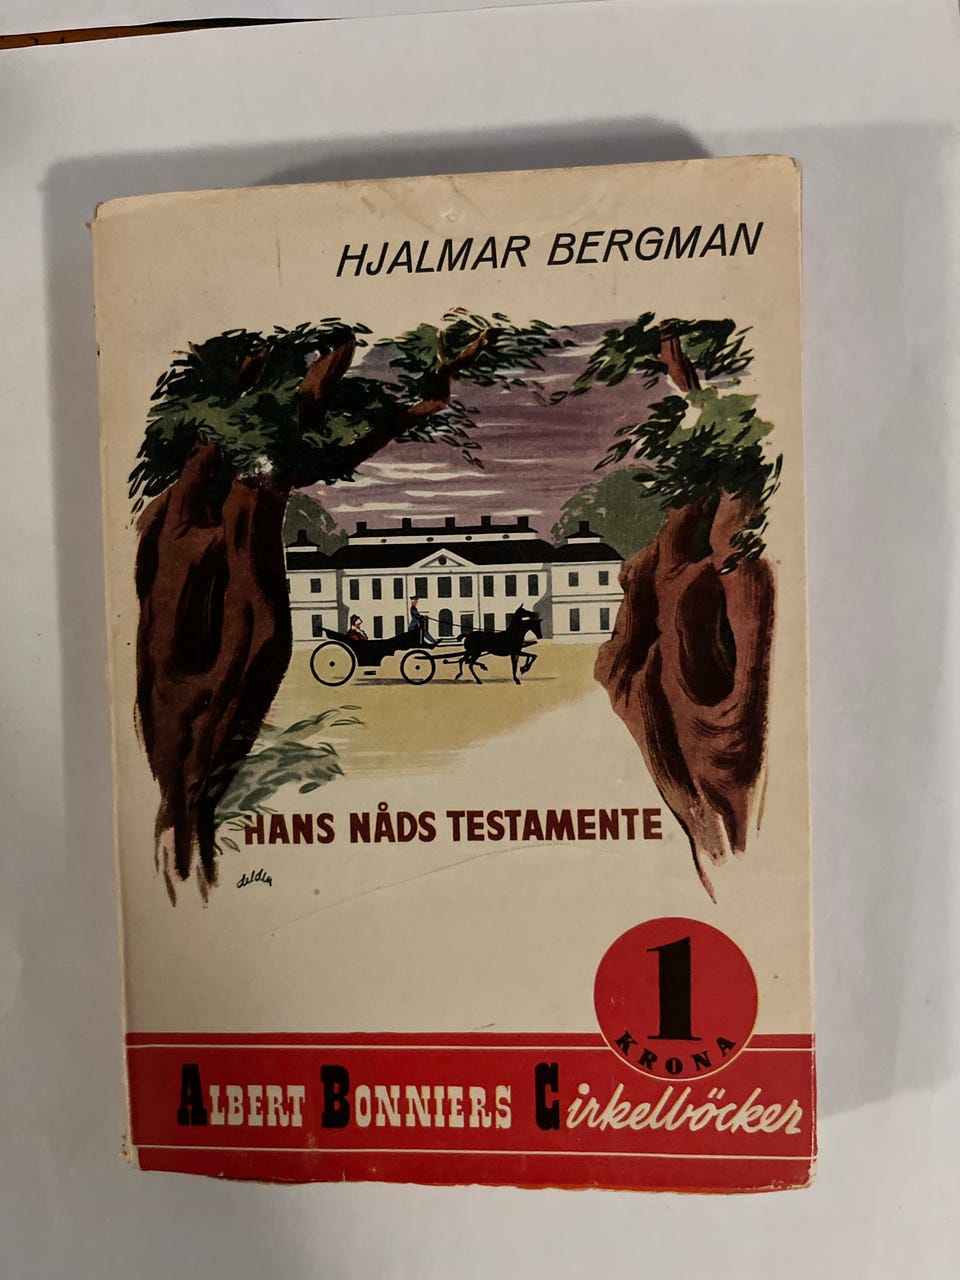 HJALMAR BERGMAN
HANS NÅDS TESTAMENTE
1
KRONA
ALBERT BONNIERS Cirkelböcker